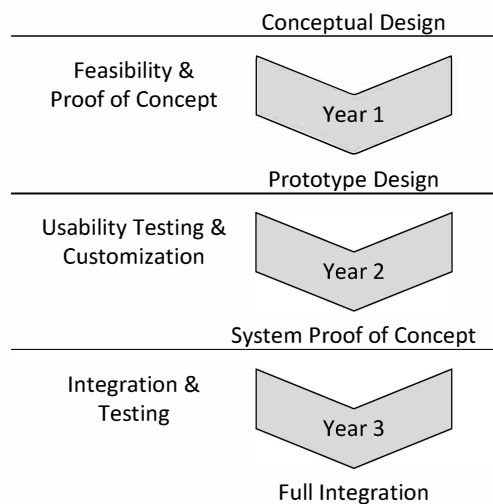 Conceptual Design
Feasibility &
Proof of Concept
Year 1
Prototype Design
Usability Testing &
Customization
Year 2
System Proof of Concept
Integration &
Testing
Year 3
Full Integration